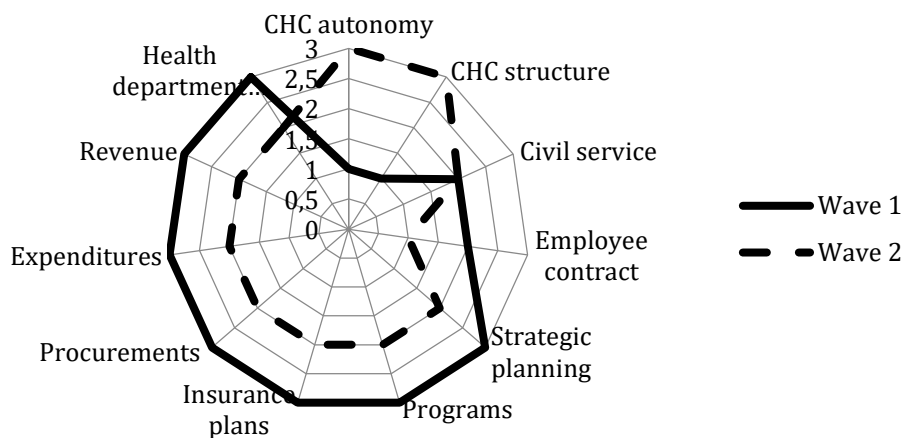 CHC autonomy
3
2,5
2
1,5
1
0,5
0
CHC structure
Civil service
Employee
contract
Strategic
planning
Programs
Insurance
plans
Procurements
Expenditures
Revenue
Health
department...
Wave 1
Wave 2